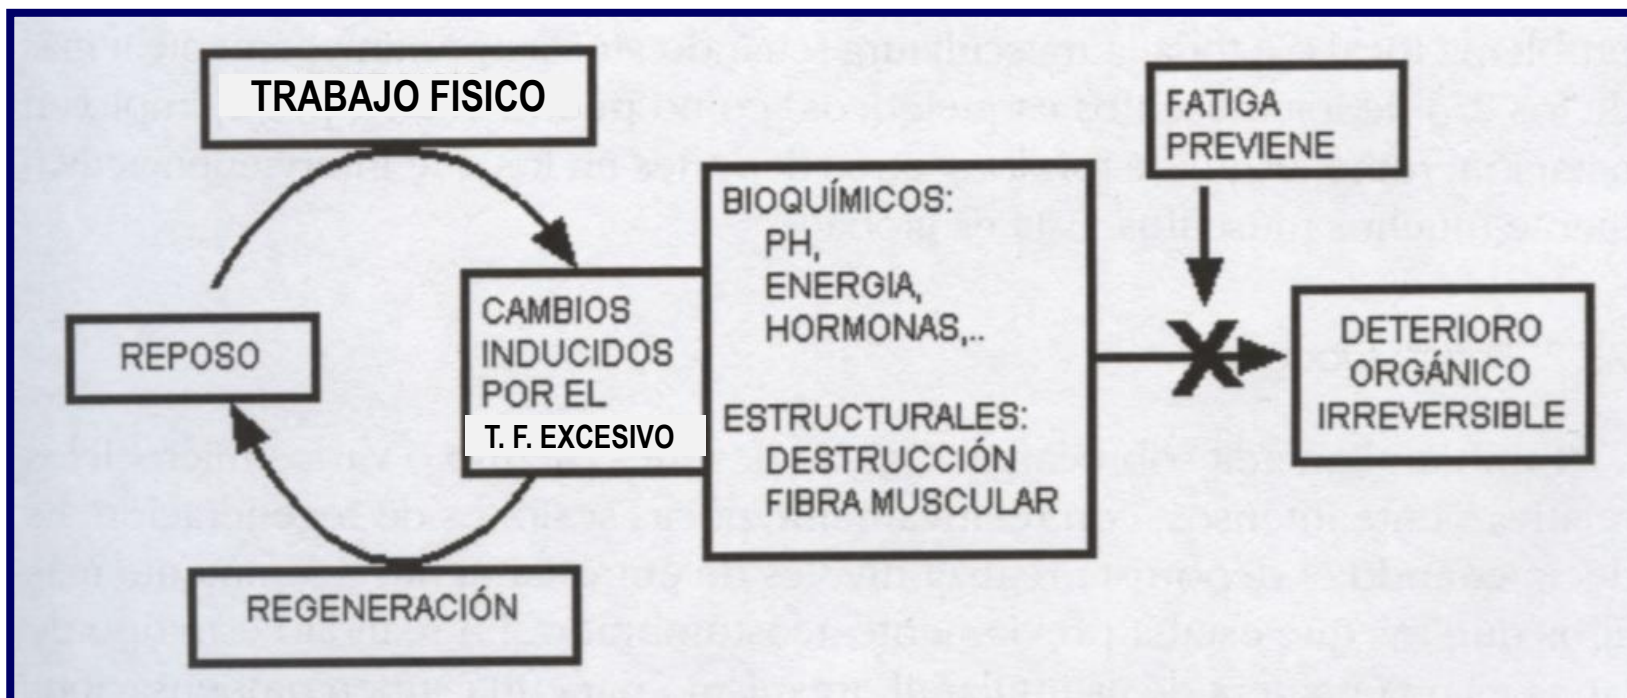 TRABAJO FISICO
FATIGA
PREVIENE
BIOQUÍMICOS:
PH,
ENERGIA,
HORMONAS,..
ESTRUCTURALES:
DESTRUCCIÓN
FIBRA MUSCULAR
CAMBIOS
INDUCIDOS
POR EL
T. F. EXCESIVO
REPOSO
DETERIORO
ORGÁNICO
IRREVERSIBLE
REGENERACIÓN